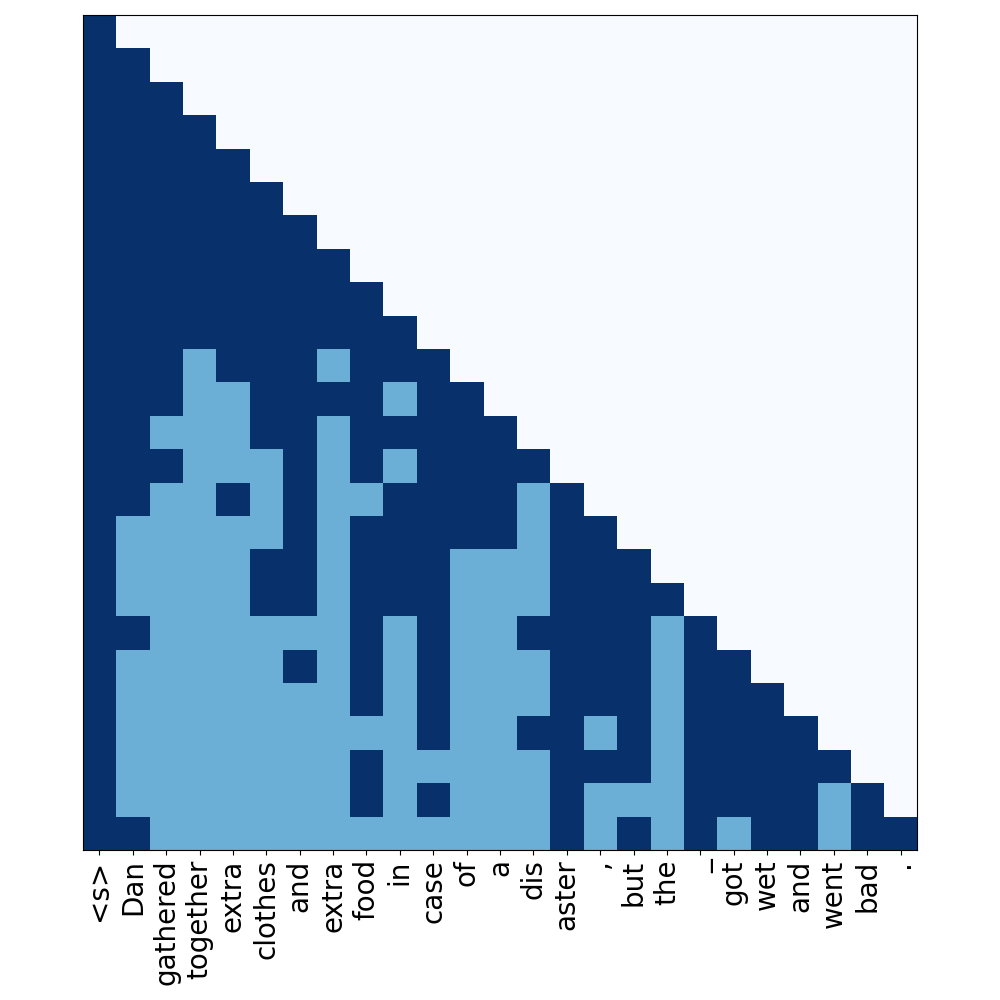 <s> Dan gathered together extra clothes and extra food in case of a dis aster , but the _ got wet and and went bad .